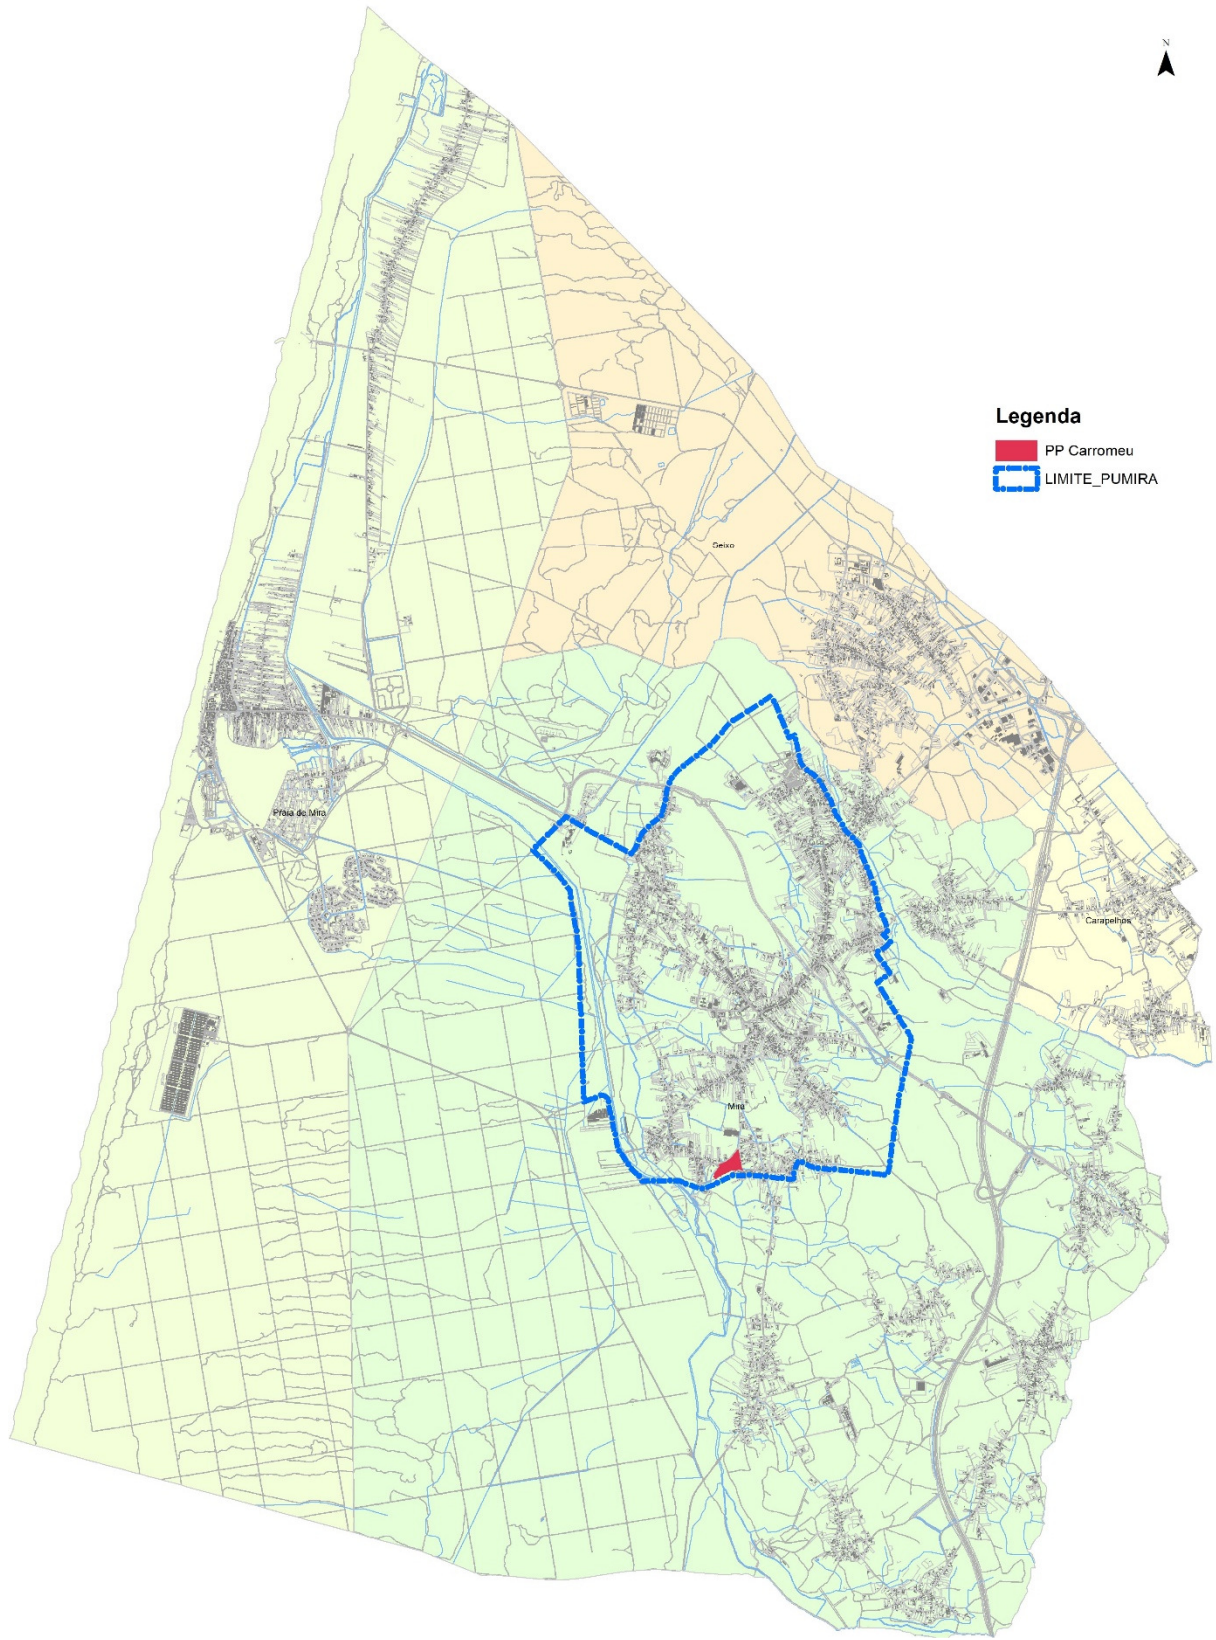 N
Legenda
PP Carromeu
LIMITE_PUMIRA
Seixo
Praia de Mira
Carapelhos
Mira